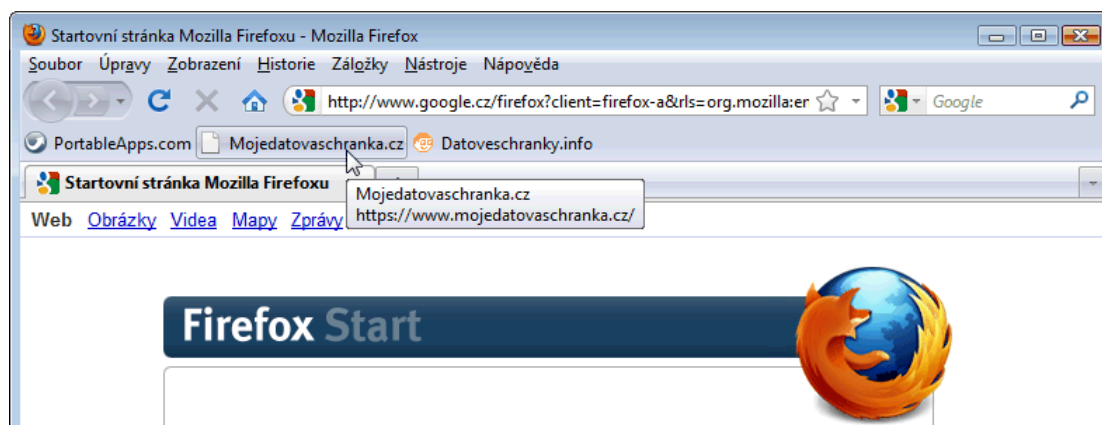 Startovní stránka Mozilla Firefoxu - Mozilla Firefox
Soubor Úpravy Zobrazení Historie Záložky Nástroje Nápověda
http://www.google.cz/firefox?client=firefox-a&rls=org.mozilla:er Google
PortableApps.com Mojedatovaschranka.cz Datoveschranky.info
Startovní stránka Mozilla Firefoxu
Mojedatovaschranka.cz
https://www.mojedatovaschranka.cz/
Web Obrázky Videa Mapy Zprávy
Firefox Start